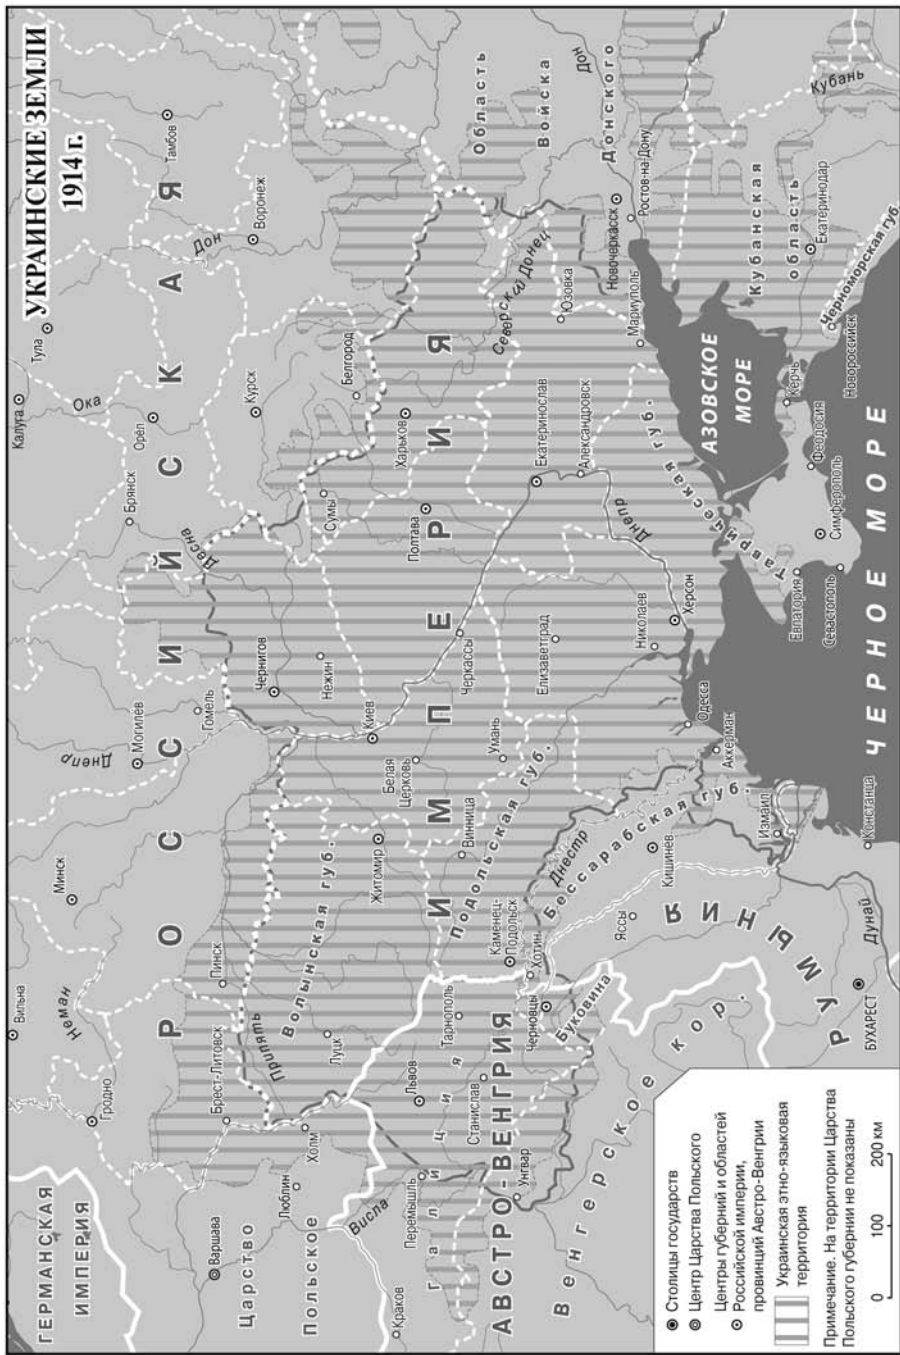 УКРАИНСКИЕ ЗЕМЛИ
1914 г.
ГЕРМАНСКАЯ
ИМПЕРИЯ
РОССИЙСКАЯ
ИМПЕРИЯ
АВСТРО-ВЕНГРИЯ
Венгерское кор.
РУМЫНИЯ
Царство
Польское
Галиция
Буковина
Волынская губ.
Подольская губ.
Бессарабская губ.
Таврическая губ.
Область
Войска
Донского
Кубанская
область
Черноморская губ.
АЗОВСКОЕ
МОРЕ
ЧЕРНОЕ МОРЕ
Неман
Днепр
Десна
Ока
Дон
Дон
Припять
Висла
Днестр
Днепр
Северский Донец
Кубань
Дунай
Вильна
Гродно
Минск
Могилёв
Гомель
Брянск
Калуга
Тула
Орёл
Тамбов
Курск
Воронеж
Белгород
Варшава
Люблин
Холм
Брест-Литовск
Пинск
Луцк
Житомир
Киев
Чернигов
Нежин
Сумы
Харьков
Полтава
Краков
Перемышль
Львов
Станислав
Тарнополь
Унгвар
Черновцы
Хотин
Каменец-
Подольск
Винница
Белая
Церковь
Умань
Черкассы
Елизаветград
Екатеринослав
Александровск
Юзовка
Мариуполь
Новочеркасск
Ростов-на-Дону
Екатеринодар
Новороссийск
Керчь
Феодосия
Симферополь
Севастополь
Евпатория
Херсон
Николаев
Одесса
Аккерман
Измаил
Кишинёв
Яссы
Констанца
БУХАРЕСТ
Столицы государств
Центр Царства Польского
Центры губерний и областей
Российской империи,
провинций Австро-Венгрии
Украинская этно-языковая
территория
Примечание. На территории Царства
Польского губернии не показаны
0 100 200 км